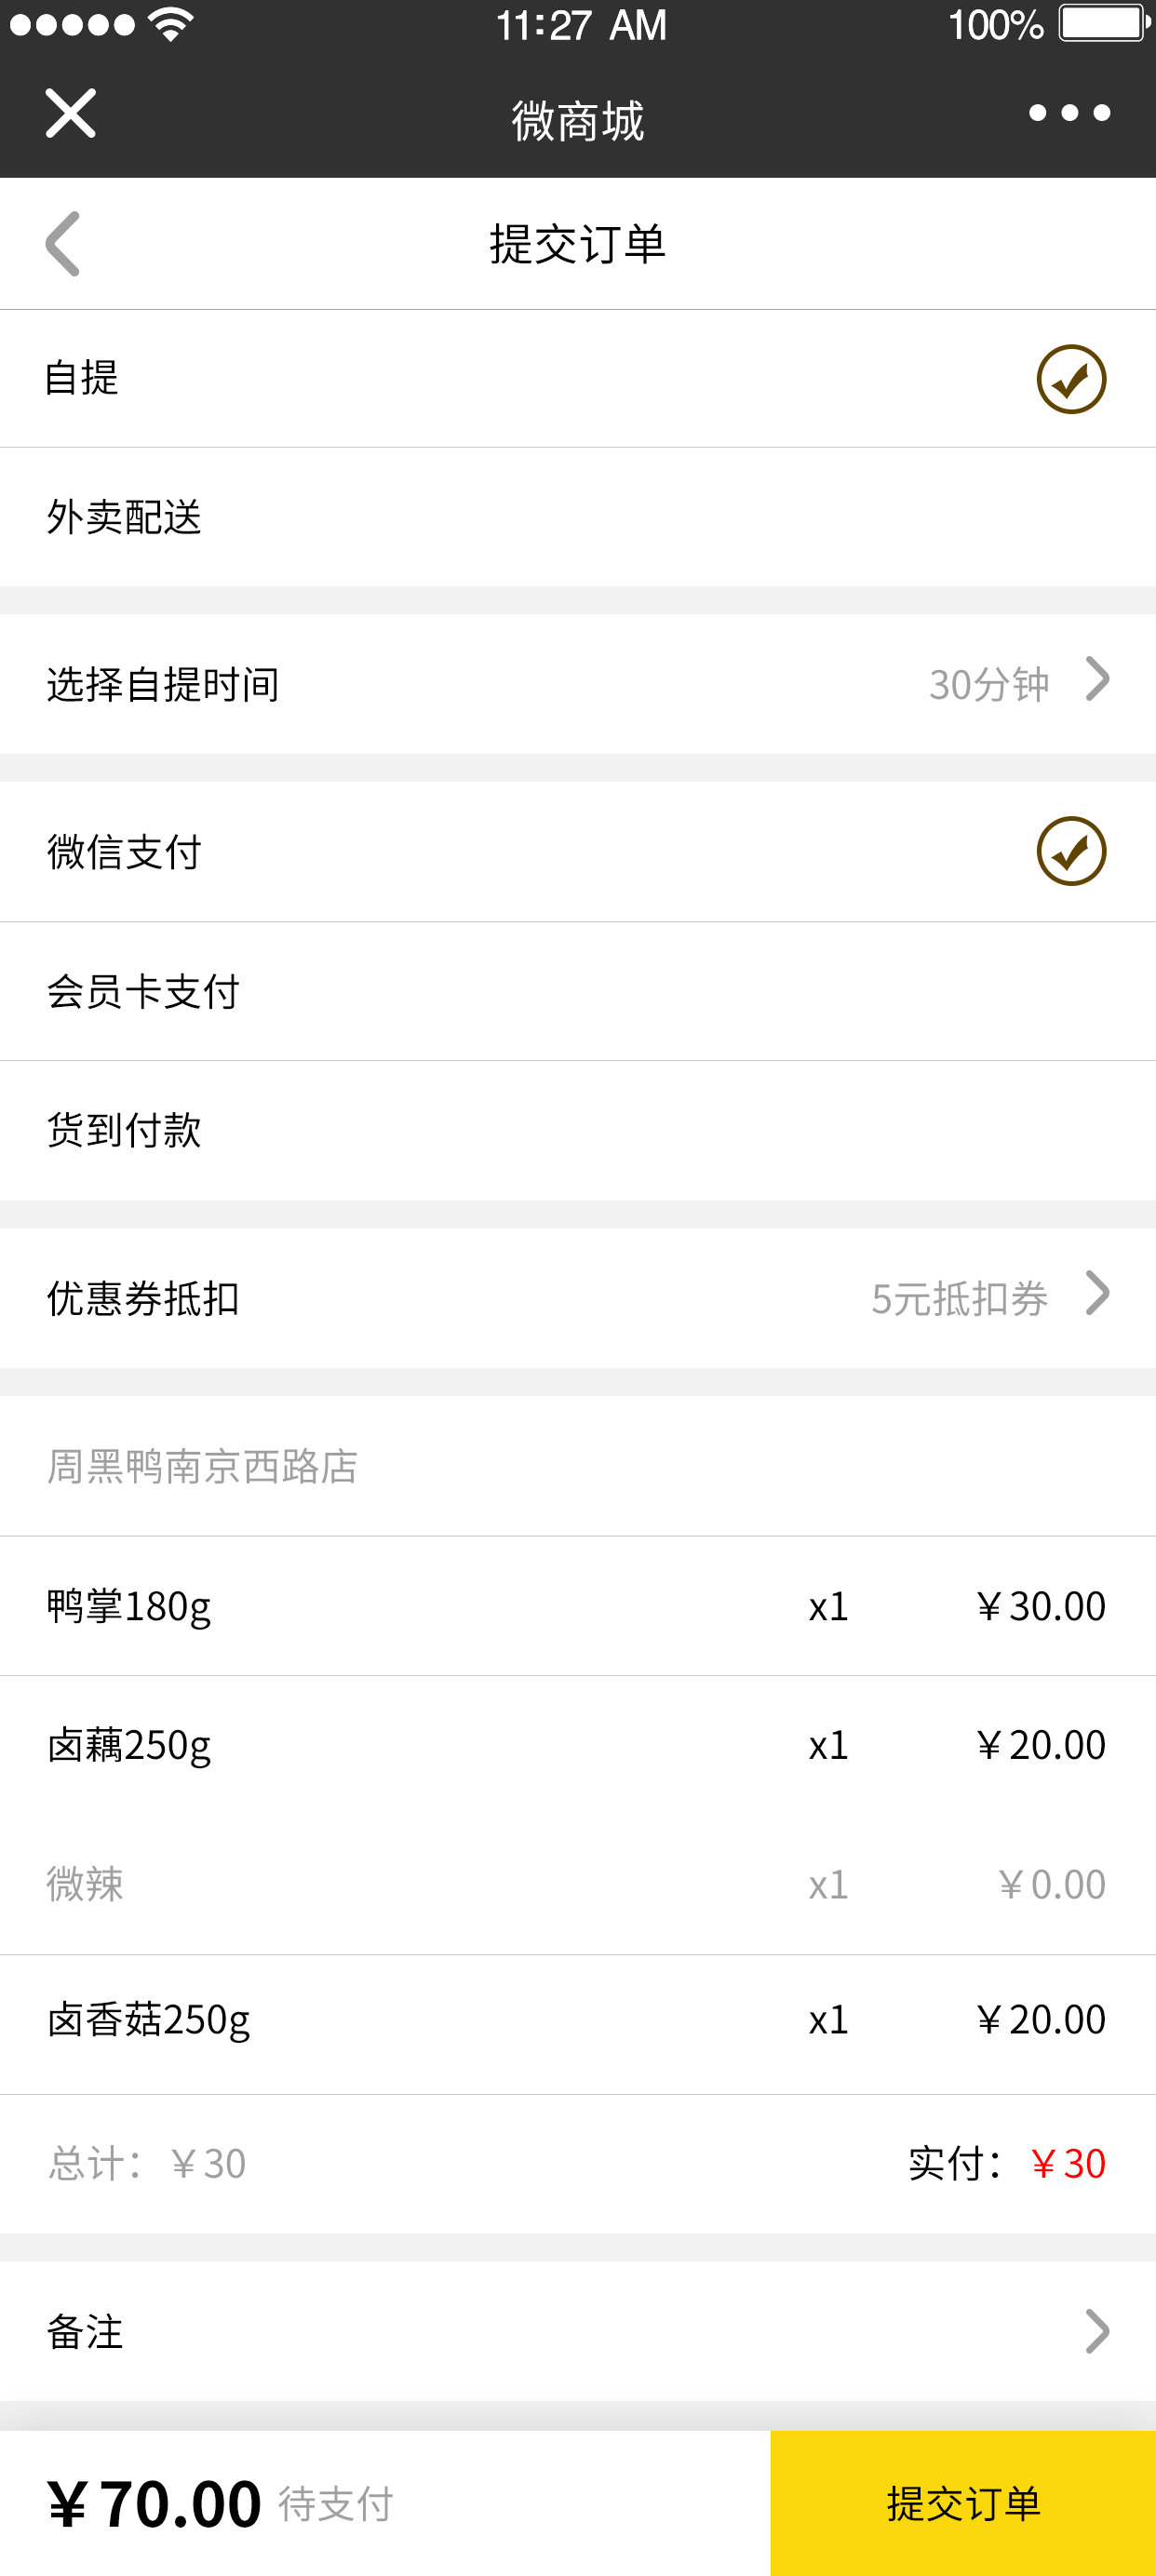 11:27 AM 100%
微商城
提交订单
自提
外卖配送
选择自提时间 30分钟
微信支付
会员卡支付
货到付款
优惠券抵扣 5元抵扣券
周黑鸭南京西路店
鸭掌180g x1 ￥30.00
卤藕250g x1 ￥20.00
微辣 x1 ￥0.00
卤香菇250g x1 ￥20.00
总计：￥30 实付：￥30
备注
￥70.00 待支付 提交订单